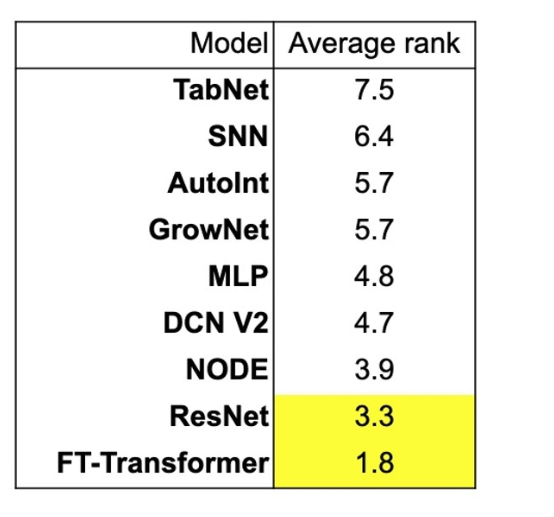 Model Average rank
TabNet 7.5
SNN 6.4
AutoInt 5.7
GrowNet 5.7
MLP 4.8
DCN V2 4.7
NODE 3.9
ResNet 3.3
FT-Transformer 1.8